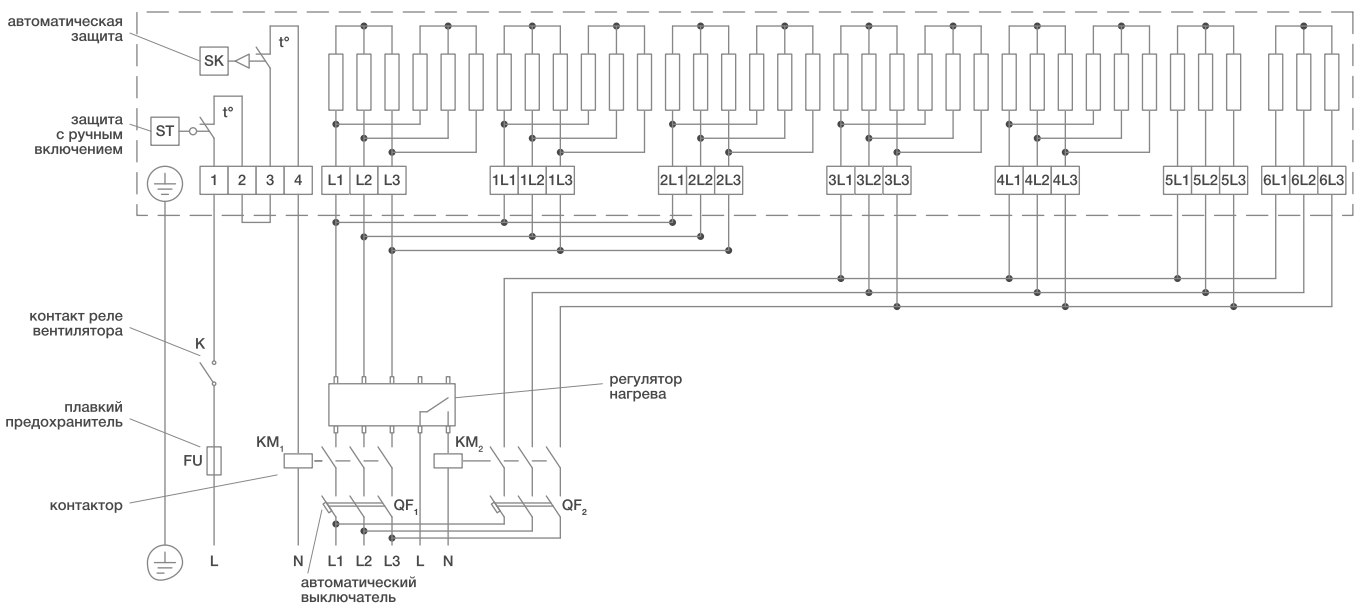 автоматическая
защита
SK
t°
ST
t°
защита
с ручным
включением
1 2 3 4
L1 L2 L3
1L1 1L2 1L3
2L1 2L2 2L3
3L1 3L2 3L3
4L1 4L2 4L3
5L1 5L2 5L3
6L1 6L2 6L3
контакт реле
вентилятора
K
регулятор
нагрева
плавкий
предохранитель
FU
KM1
KM2
контактор
QF1
QF2
L N L1 L2 L3 L N
автоматический
выключатель